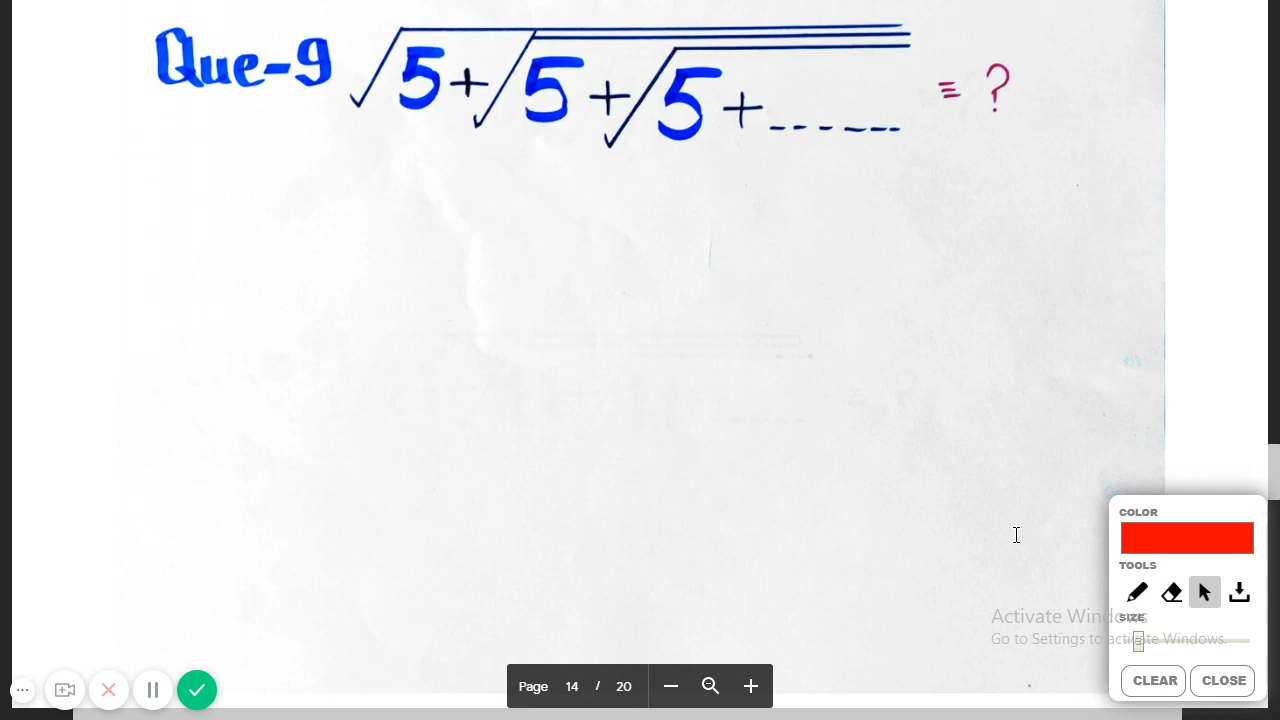 Que-9 √5+√5+√5+------ = ?
COLOR
TOOLS
Activate Windows
SIZE
Go to Settings to activate Windows.
... Page 14 / 20
CLEAR CLOSE